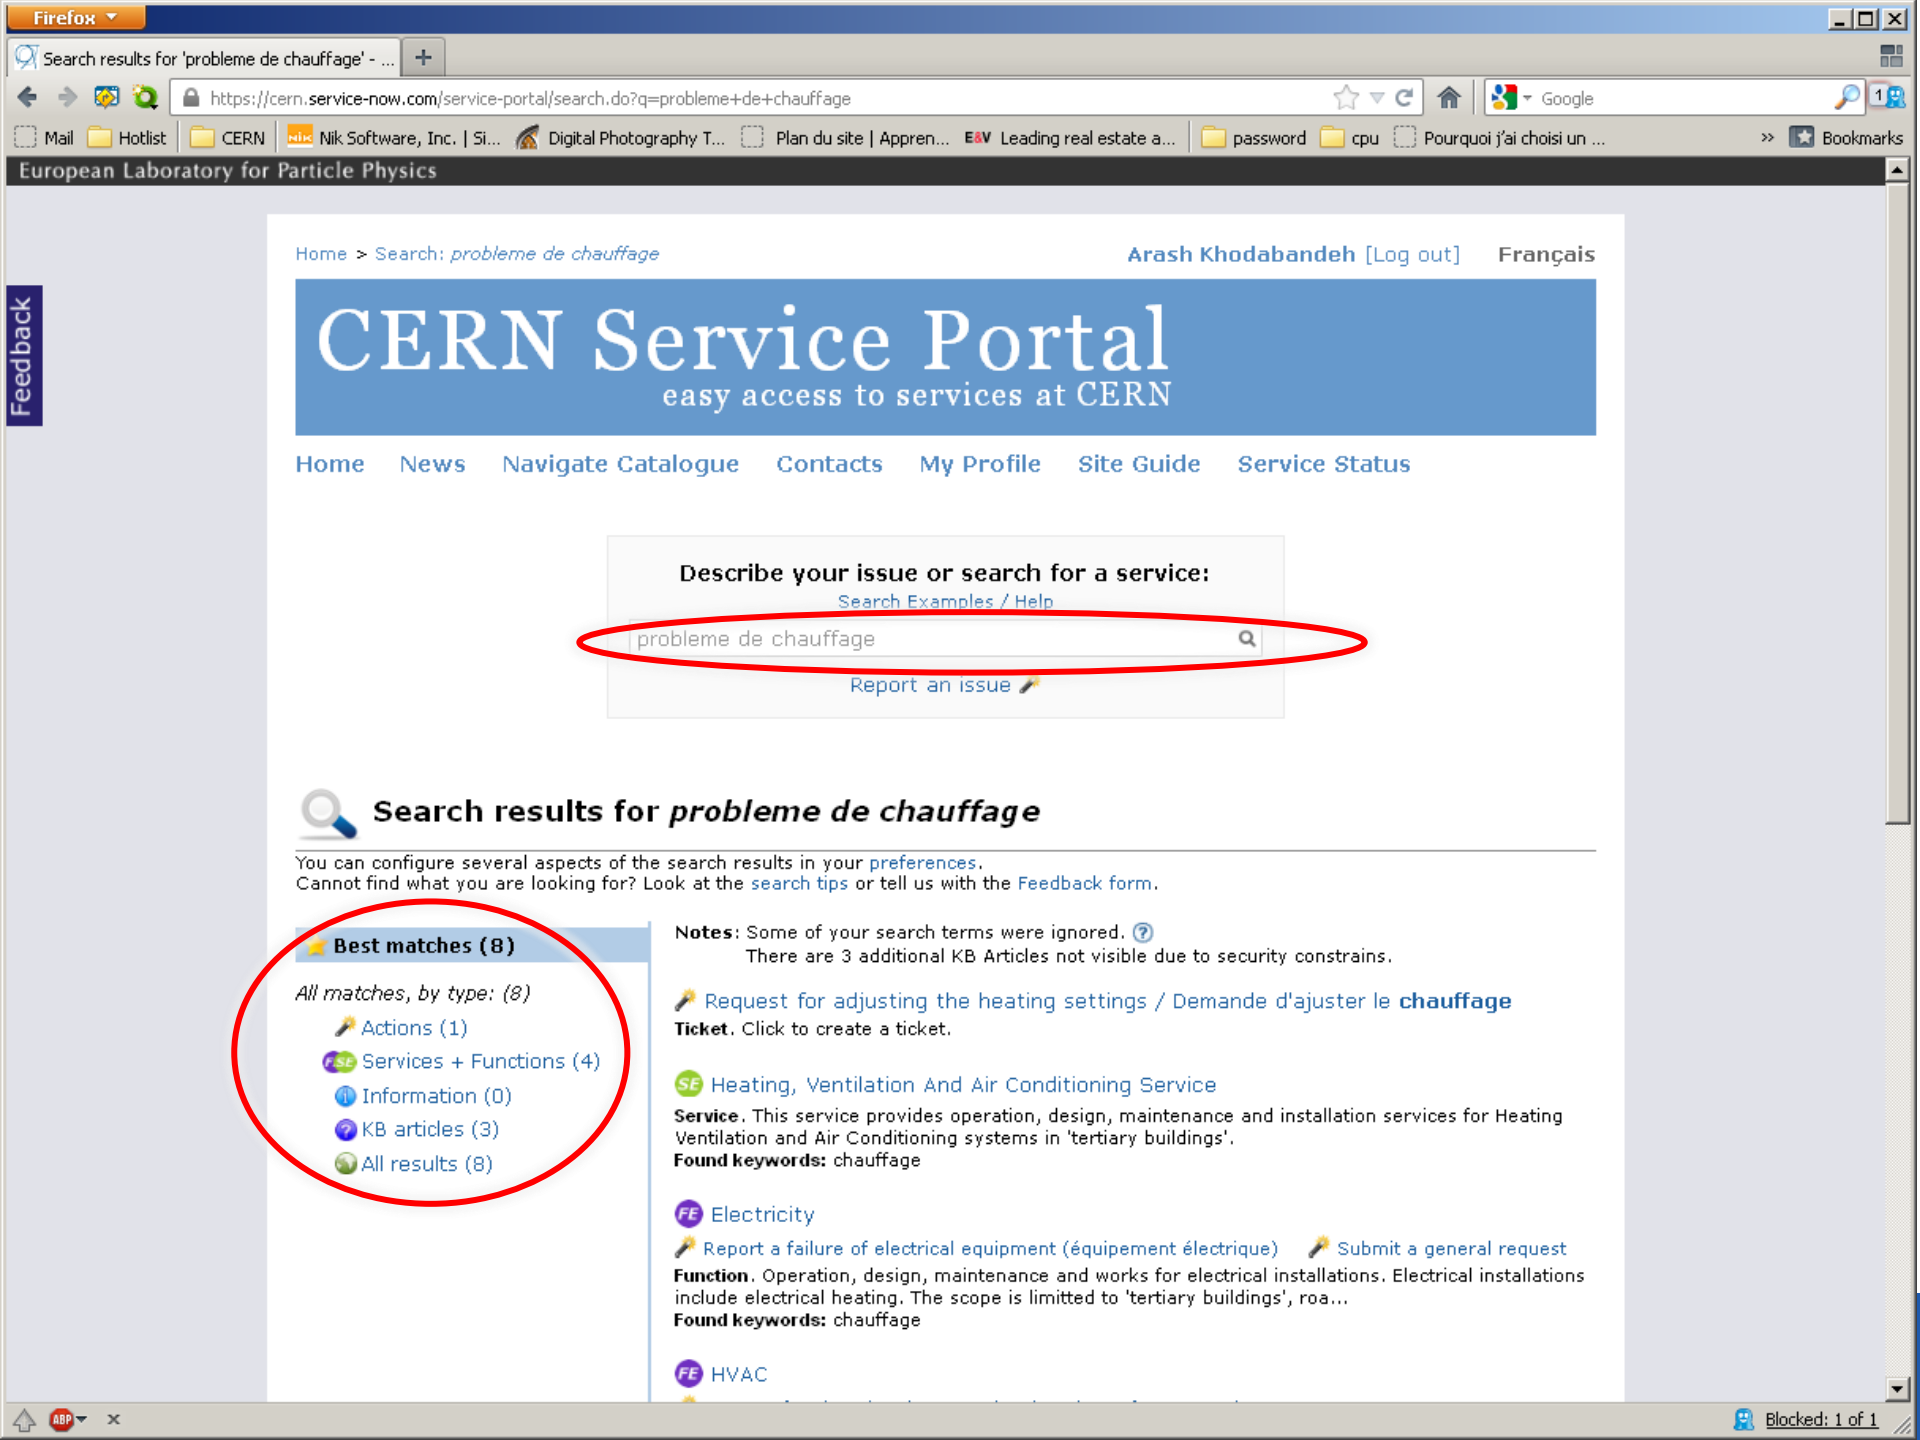 Firefox
Search results for 'probleme de chauffage' - ...
https://cern.service-now.com/service-portal/search.do?q=probleme+de+chauffage
Google
1
Mail Hotlist CERN Nik Nik Software, Inc. | Si... Digital Photography T... Plan du site | Appren... E&V Leading real estate a... password cpu Pourquoi j'ai choisi un ... » Bookmarks
European Laboratory for Particle Physics
Home > Search: probleme de chauffage Arash Khodabandeh [Log out] Français
Feedback
CERN Service Portal
easy access to services at CERN
Home News Navigate Catalogue Contacts My Profile Site Guide Service Status
Describe your issue or search for a service:
Search Examples / Help
probleme de chauffage
Report an issue
Search results for probleme de chauffage
You can configure several aspects of the search results in your preferences.
Cannot find what you are looking for? Look at the search tips or tell us with the Feedback form.
Best matches (8)
All matches, by type: (8)
Actions (1)
Services + Functions (4)
Information (0)
KB articles (3)
All results (8)
Notes: Some of your search terms were ignored.
There are 3 additional KB Articles not visible due to security constrains.
Request for adjusting the heating settings / Demande d'ajuster le chauffage
Ticket. Click to create a ticket.
SE Heating, Ventilation And Air Conditioning Service
Service. This service provides operation, design, maintenance and installation services for Heating
Ventilation and Air Conditioning systems in 'tertiary buildings'.
Found keywords: chauffage
FE Electricity
Report a failure of electrical equipment (équipement électrique) Submit a general request
Function. Operation, design, maintenance and works for electrical installations. Electrical installations
include electrical heating. The scope is limitted to 'tertiary buildings', roa...
Found keywords: chauffage
FE HVAC
ABP
Blocked: 1 of 1